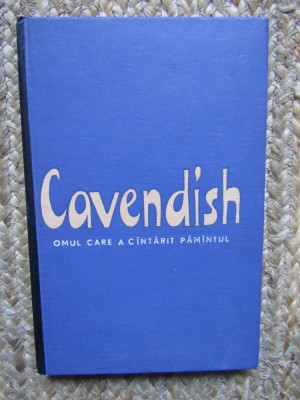 Cavendish
OMUL CARE A CÎNTĂRIT PĂMÎNTUL